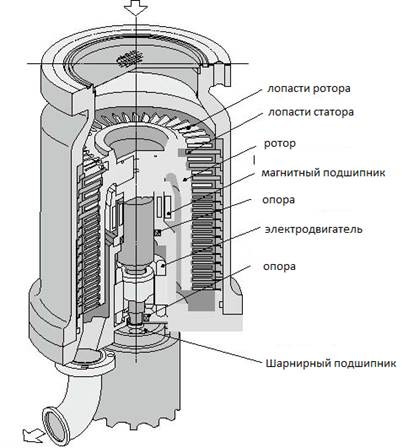 лопасти ротора
лопасти статора
ротор
магнитный подшипник
опора
электродвигатель
опора
Шарнирный подшипник